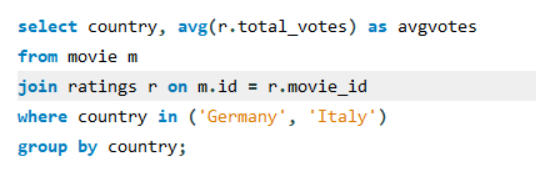 select country, avg(r.total_votes) as avgvotes
from movie m
join ratings r on m.id = r.movie_id
where country in ('Germany', 'Italy')
group by country;